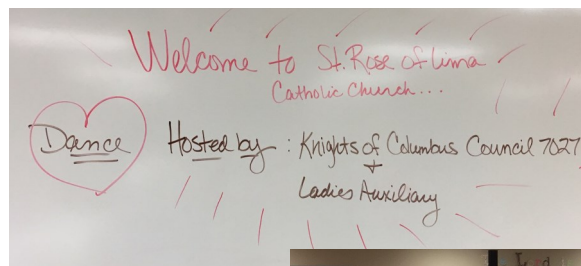 Welcome to St. Rose of Lima
Catholic Church...
Dance Hosted by : Knights of Columbus Council 7027
+
Ladies Auxiliary